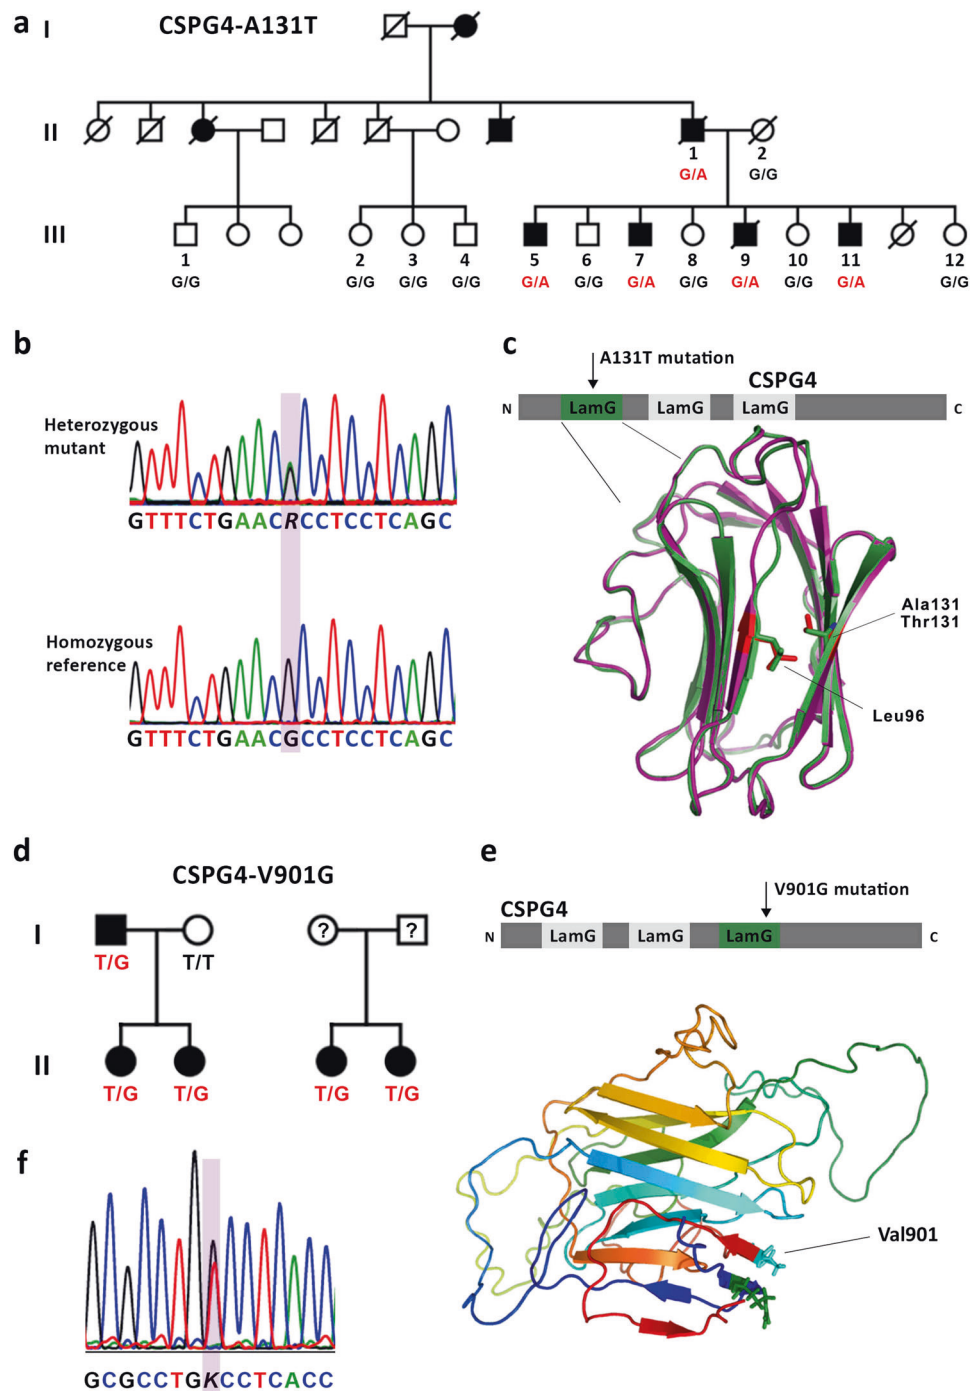 a
I
CSPG4-A131T
II
1
2
G/A
G/G
III
1
2
3
4
5
6
7
8
9
10
11
12
G/G
G/G
G/G
G/G
G/A
G/G
G/A
G/G
G/A
G/G
G/A
G/G
b
Heterozygous
mutant
GTTTCTGAACRCCTCCTCAGC
Homozygous
reference
GTTTCTGAACGCCTCCTCAGC
c
A131T mutation
CSPG4
N
LamG
LamG
LamG
C
Ala131
Thr131
Leu96
d
CSPG4-V901G
I
?
?
T/G
T/T
II
T/G
T/G
T/G
T/G
e
V901G mutation
CSPG4
N
LamG
LamG
LamG
C
Val901
f
GCGCCTGKCCTCACC